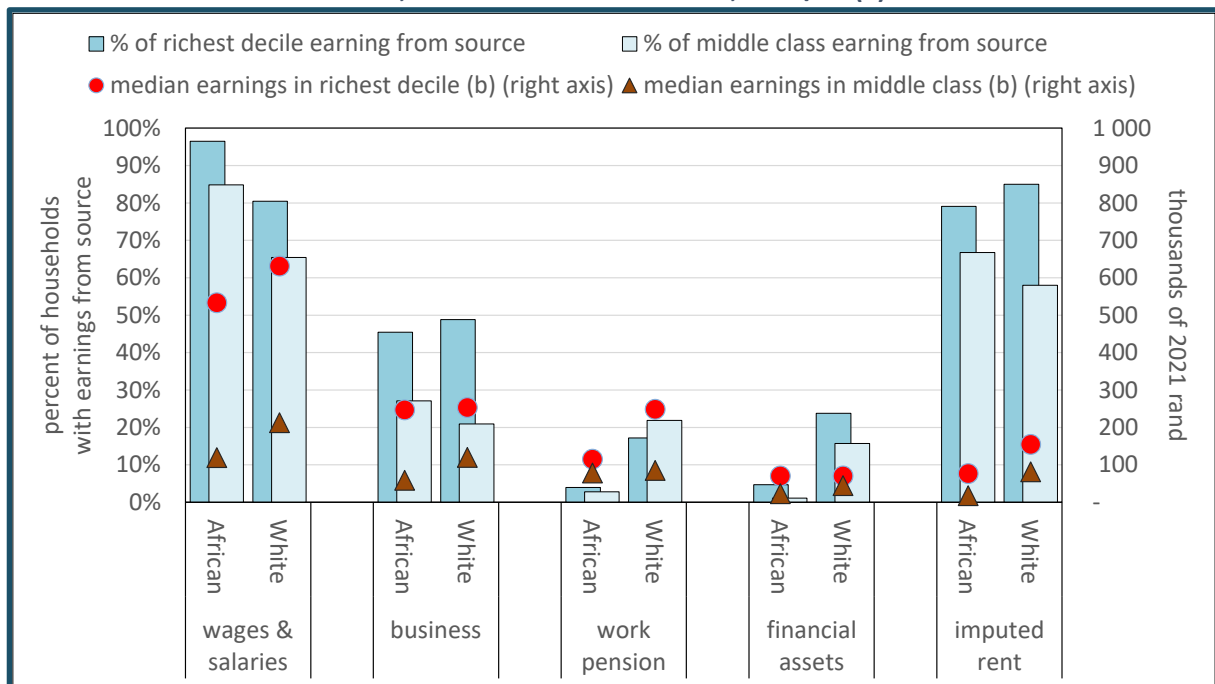 % of richest decile earning from source % of middle class earning from source
median earnings in richest decile (b) (right axis) median earnings in middle class (b) (right axis)
percent of households
with earnings from source
100%
90%
80%
70%
60%
50%
40%
30%
20%
10%
0%
1 000
900
800
700
600
500
400
300
200
100
-
thousands of 2021 rand
African White African White African White African White African White
wages & salaries
business
work pension
financial assets
imputed rent